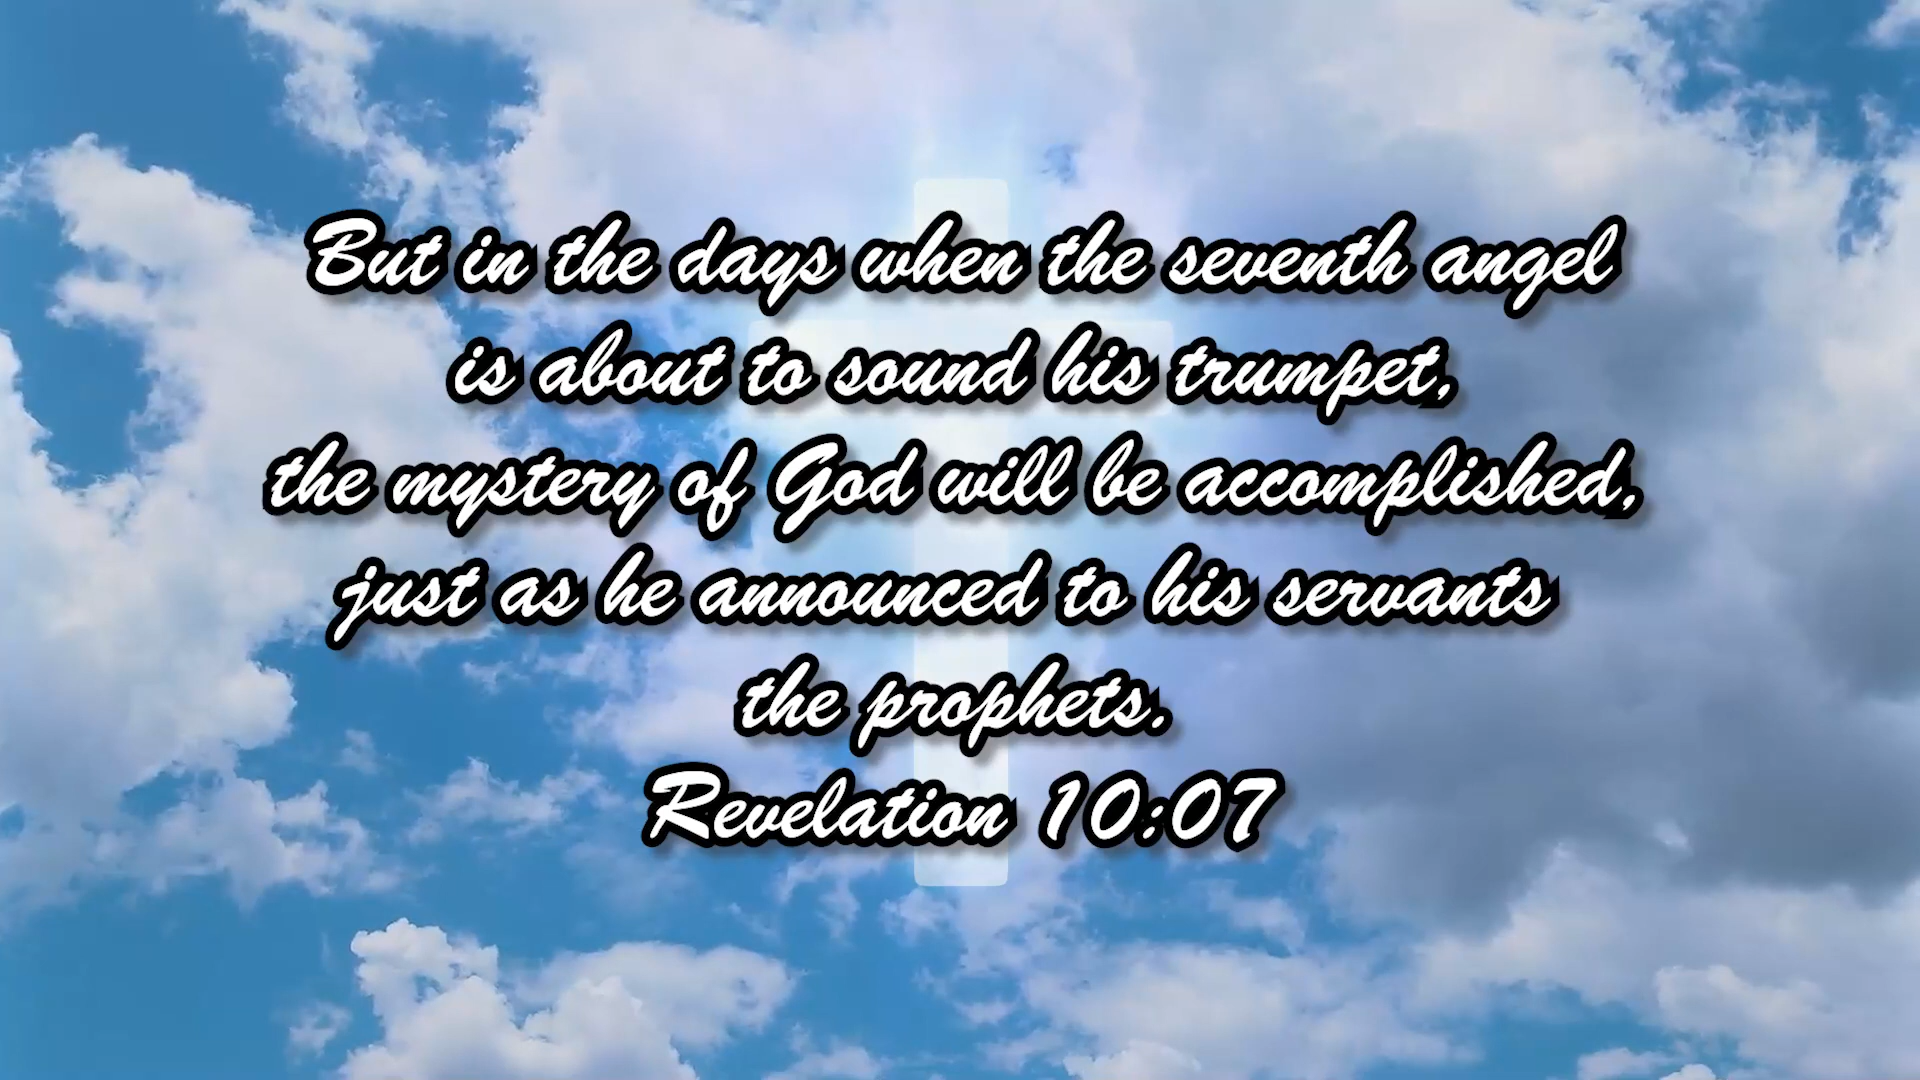 But in the days when the seventh angel
is about to sound his trumpet,
the mystery of God will be accomplished,
just as he announced to his servants
the prophets.
Revelation 10:07